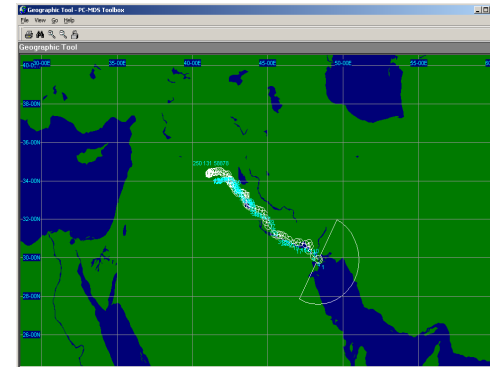 Geographic Tool - PC-MDS Toolbox
File View Go Help
Geographic Tool
40-00N 30-00E 35-00E 40-00E 45-00E 50-00E 55-00E 60
38-00N
36-00N
34-00N
32-00N
30-00N
28-00N
26-00N